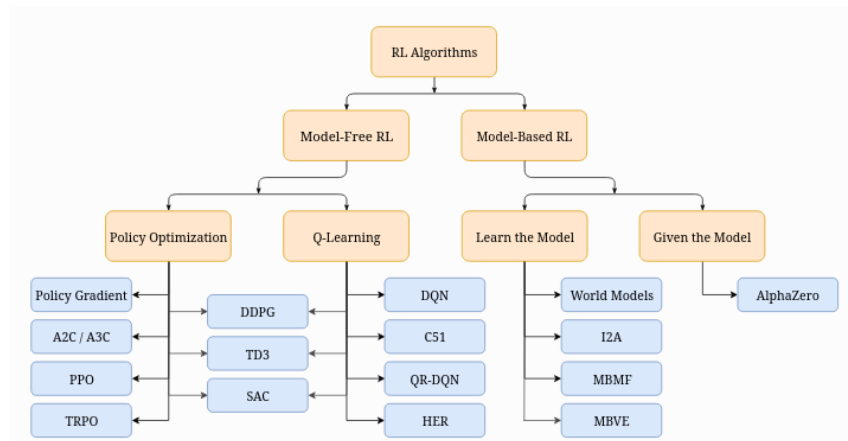 RL Algorithms
Model-Free RL
Model-Based RL
Policy Optimization
Q-Learning
Learn the Model
Given the Model
Policy Gradient
DDPG
DQN
World Models
AlphaZero
A2C / A3C
TD3
C51
I2A
PPO
SAC
QR-DQN
MBMF
TRPO
HER
MBVE